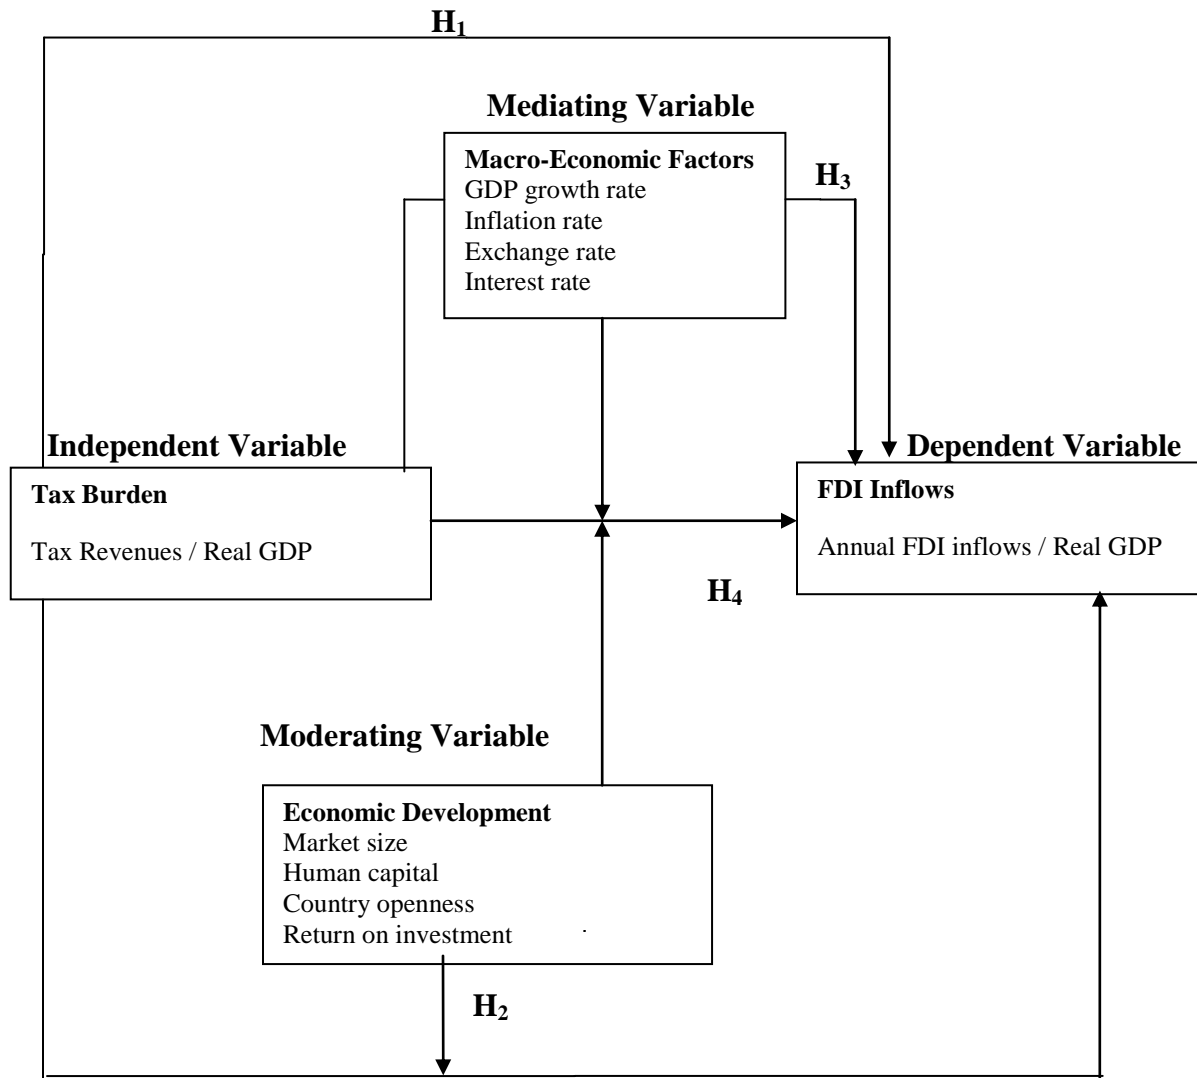 H₁
Mediating Variable
Macro-Economic Factors
GDP growth rate
Inflation rate
Exchange rate
Interest rate
H₃
Independent Variable
Tax Burden
Tax Revenues / Real GDP
Dependent Variable
FDI Inflows
Annual FDI inflows / Real GDP
H₄
Moderating Variable
Economic Development
Market size
Human capital
Country openness
Return on investment .
H₂